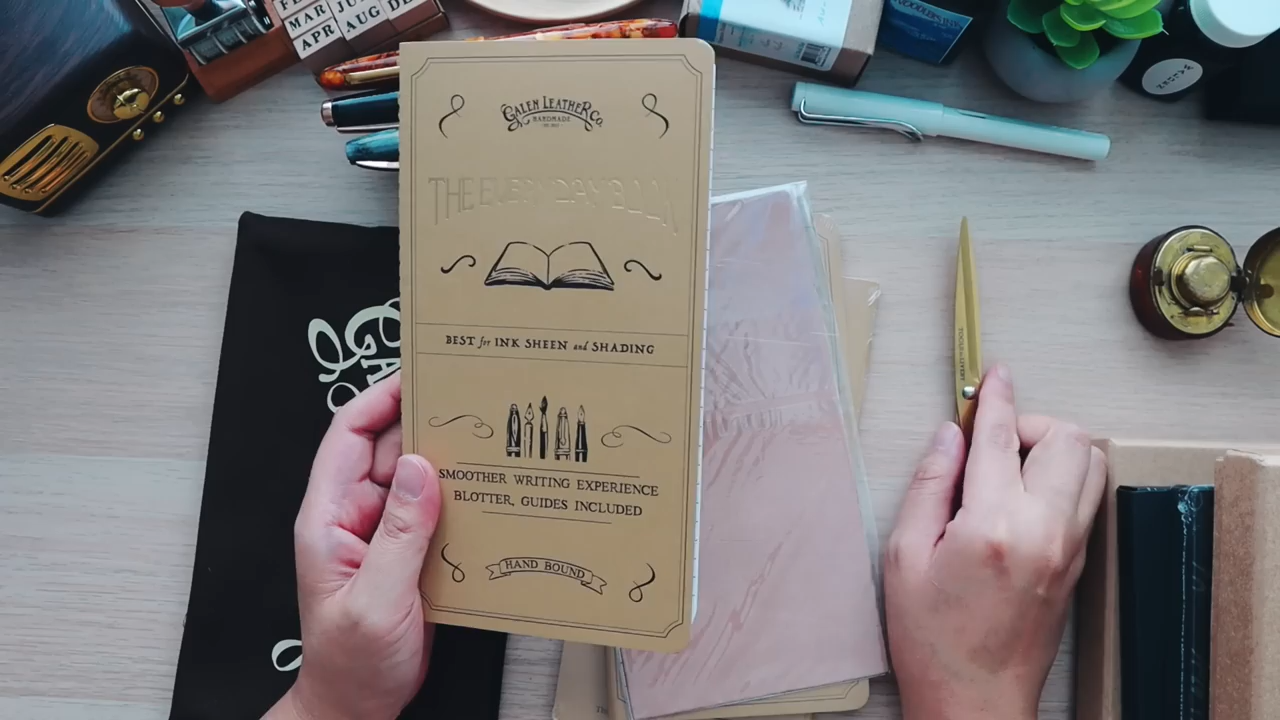 MAR
APR
AUG
GALEN LEATHER CO
HANDMADE
THE EVERYDAY BOOK
BEST for INK SHEEN and SHADING
SMOOTHER WRITING EXPERIENCE
BLOTTER, GUIDES INCLUDED
HAND BOUND